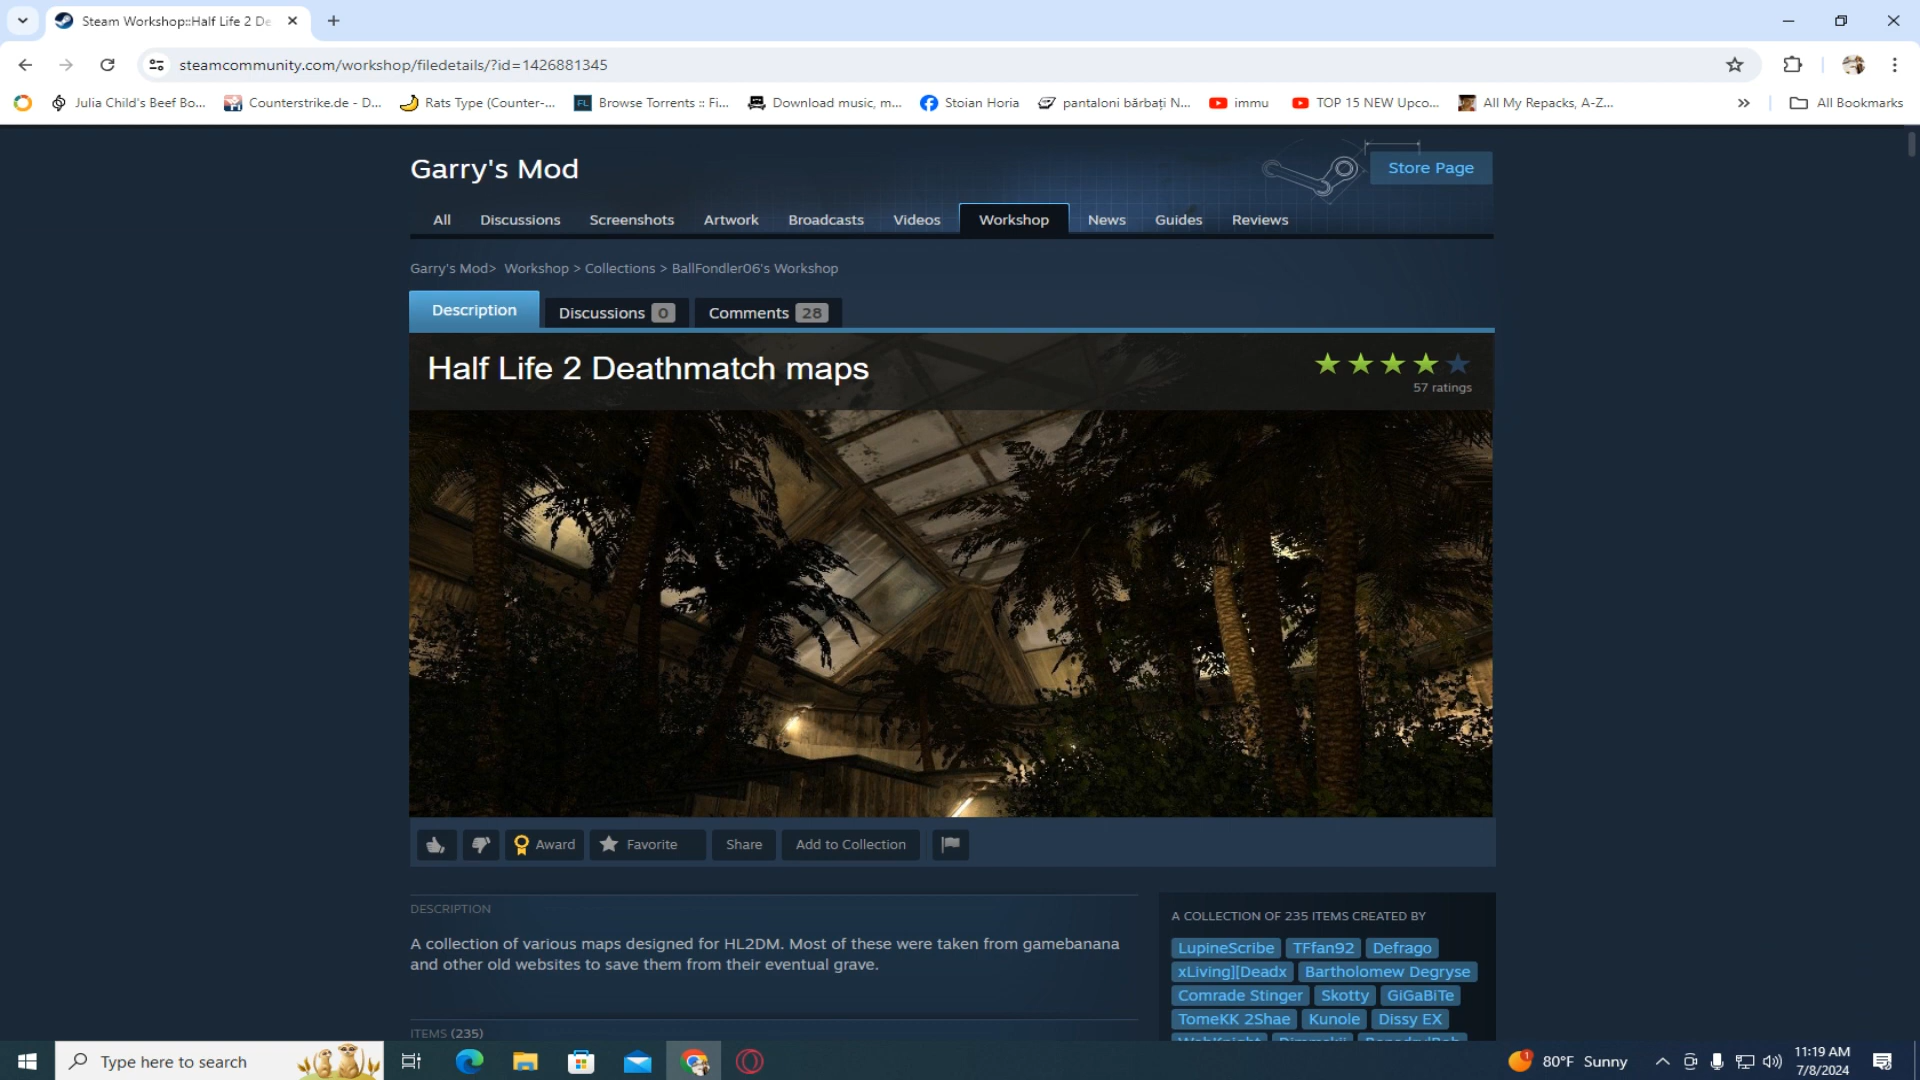 Steam Workshop::Half Life 2 De
steamcommunity.com/workshop/filedetails/?id=1426881345
Julia Child's Beef Bo...
Counterstrike.de - D...
Rats Type (Counter-...
Browse Torrents :: Fi...
Download music, m...
Stoian Horia
pantaloni bărbați N...
immu
TOP 15 NEW Upco...
All My Repacks, A-Z...
All Bookmarks
Garry's Mod
Store Page
All
Discussions
Screenshots
Artwork
Broadcasts
Videos
Workshop
News
Guides
Reviews
Garry's Mod> Workshop > Collections > BallFondler06's Workshop
Description
Discussions 0
Comments 28
Half Life 2 Deathmatch maps
57 ratings
Award
Favorite
Share
Add to Collection
DESCRIPTION
A collection of various maps designed for HL2DM. Most of these were taken from gamebanana
and other old websites to save them from their eventual grave.
ITEMS (235)
A COLLECTION OF 235 ITEMS CREATED BY
LupineScribe TFfan92 Defrago
xLiving][Deadx Bartholomew Degryse
Comrade Stinger Skotty GiGaBiTe
TomeKK 2Shae Kunole Dissy EX
Type here to search
1
80°F Sunny
11:19 AM
7/8/2024